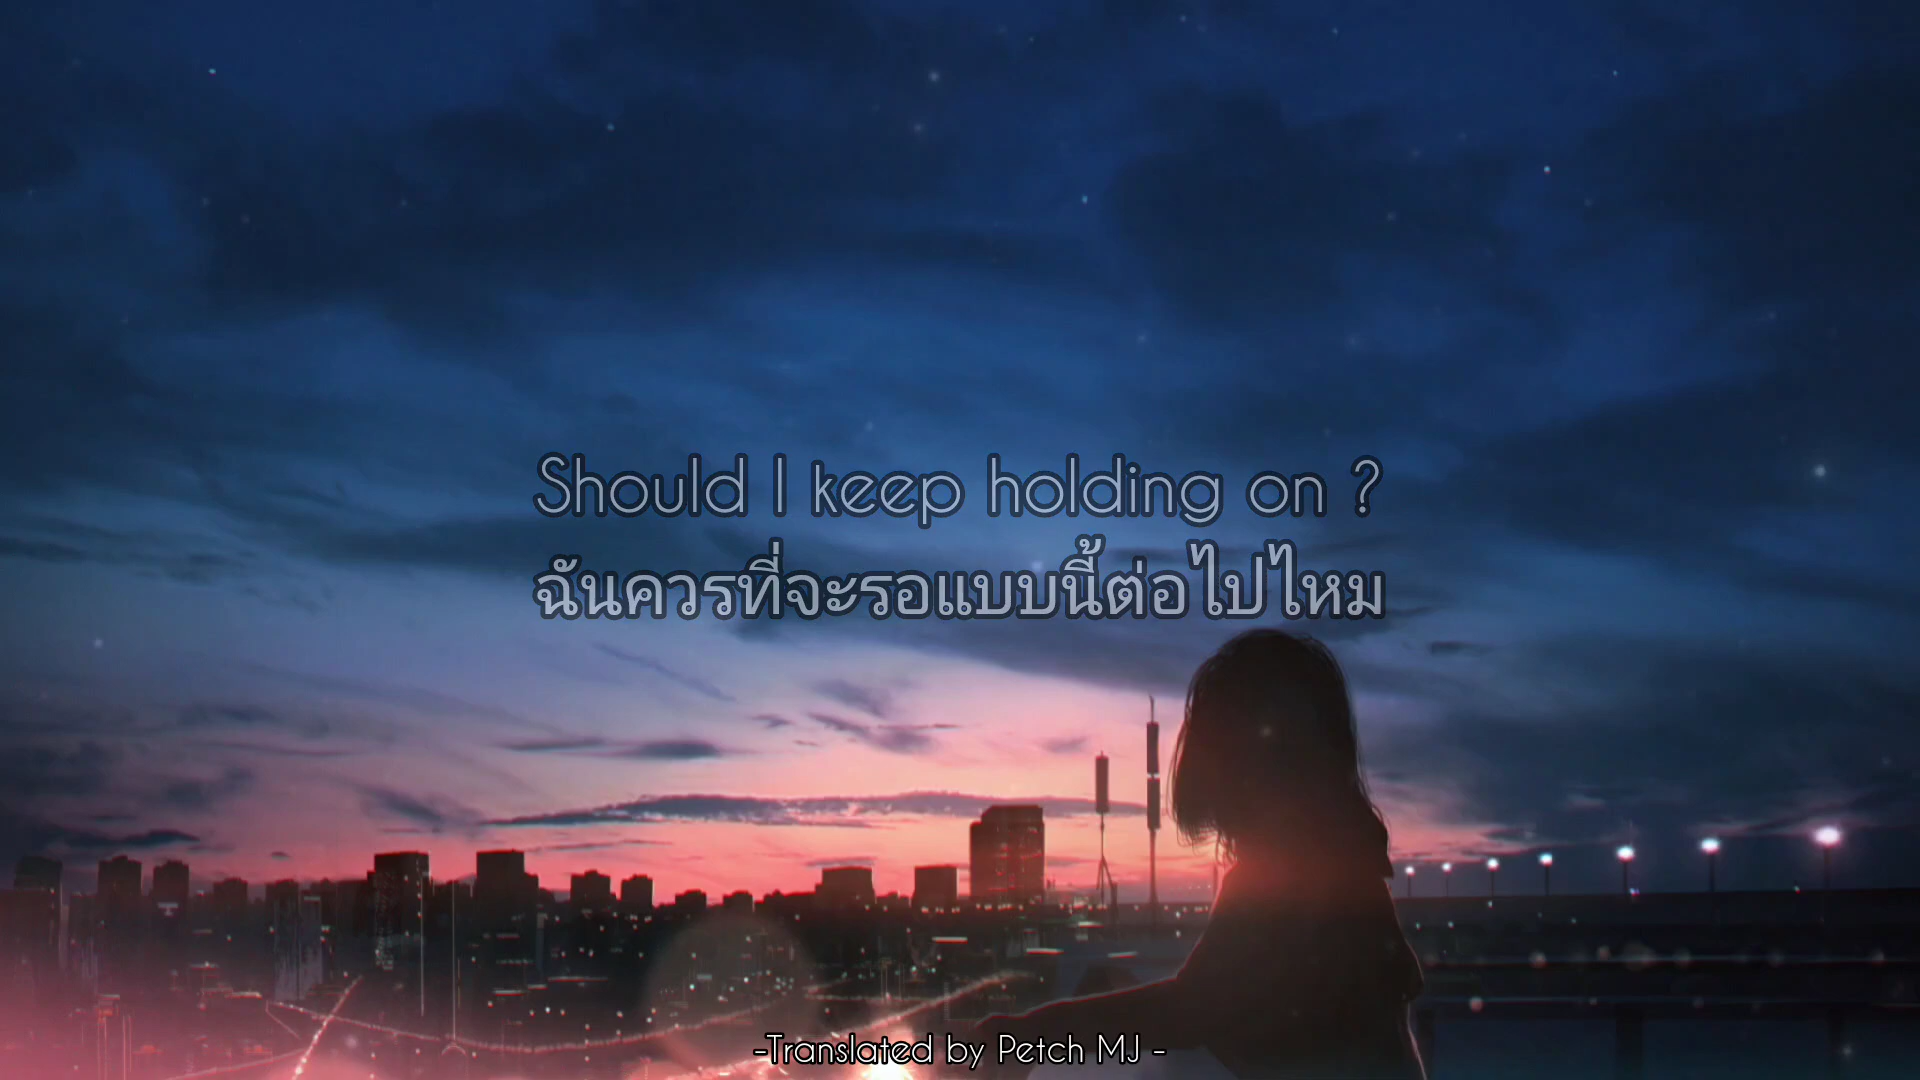 Should I keep holding on ?
ฉันควรที่จะรอแบบนี้ต่อไปไหม
-Translated by Petch MJ -